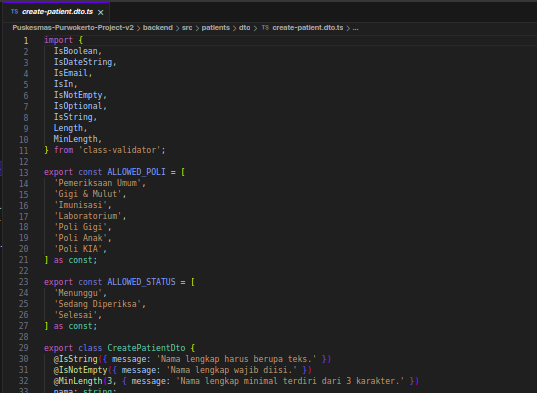 TS create-patient.dto.ts ×
Puskesmas-Purwokerto-Project-v2 > backend > src > patients > dto > TS create-patient.dto.ts > ...
1 import {
2 IsBoolean,
3 IsDateString,
4 IsEmail,
5 IsIn,
6 IsNotEmpty,
7 IsOptional,
8 IsString,
9 Length,
10 MinLength,
11 } from 'class-validator';
12
13 export const ALLOWED_POLI = [
14 'Pemeriksaan Umum',
15 'Gigi & Mulut',
16 'Imunisasi',
17 'Laboratorium',
18 'Poli Gigi',
19 'Poli Anak',
20 'Poli KIA',
21 ] as const;
22
23 export const ALLOWED_STATUS = [
24 'Menunggu',
25 'Sedang Diperiksa',
26 'Selesai',
27 ] as const;
28
29 export class CreatePatientDto {
30 @IsString({ message: 'Nama lengkap harus berupa teks.' })
31 @IsNotEmpty({ message: 'Nama lengkap wajib diisi.' })
32 @MinLength(3, { message: 'Nama lengkap minimal terdiri dari 3 karakter.' })
33 nama: string;